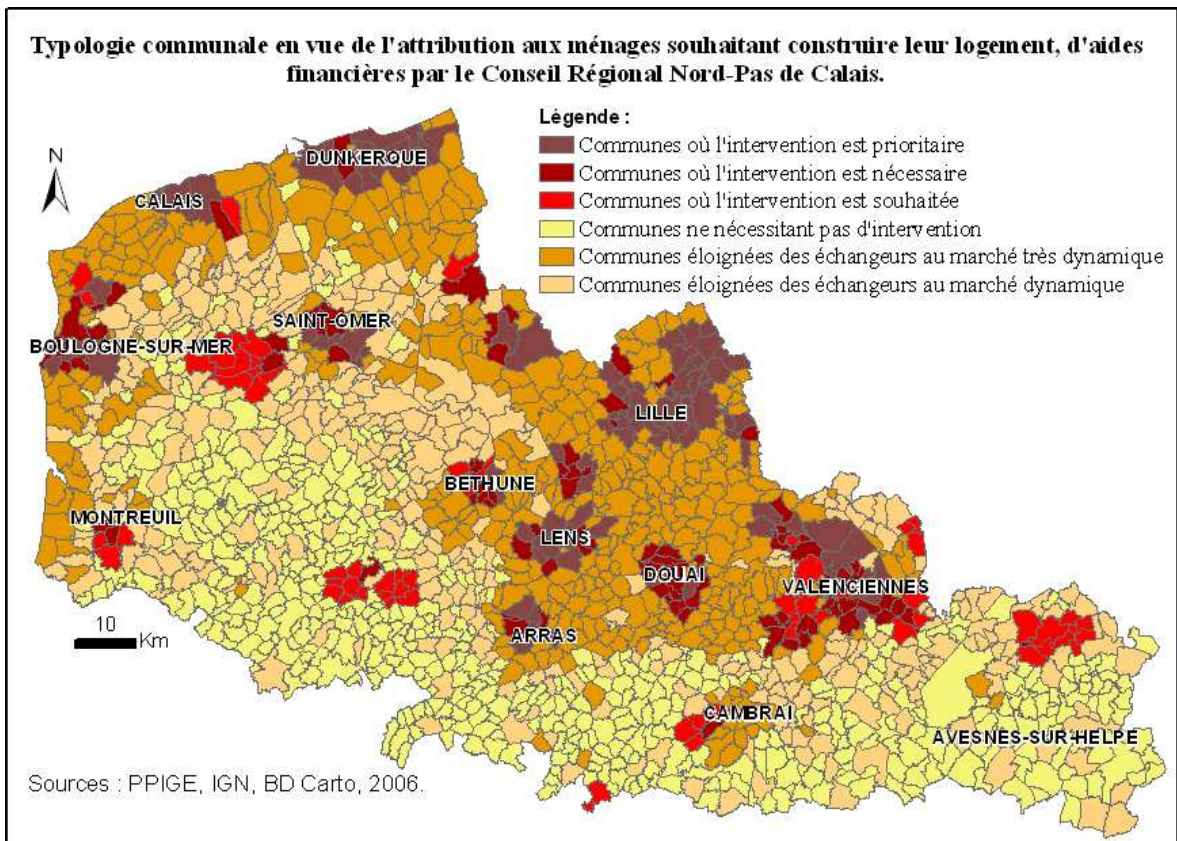 Typologie communale en vue de l'attribution aux ménages souhaitant construire leur logement, d'aides
financières par le Conseil Régional Nord-Pas de Calais.
Légende :
Communes où l'intervention est prioritaire
Communes où l'intervention est nécessaire
Communes où l'intervention est souhaitée
Communes ne nécessitant pas d'intervention
Communes éloignées des échangeurs au marché très dynamique
Communes éloignées des échangeurs au marché dynamique
N
DUNKERQUE
CALAIS
SAINT-OMER
BOULOGNE-SUR-MER
LILLE
BETHUNE
MONTREUIL
LENS
DOUAI
VALENCIENNES
ARRAS
10
Km
CAMBRAI
AVESNES-SUR-HELPE
Sources : PPIGE, IGN, BD Carto, 2006.